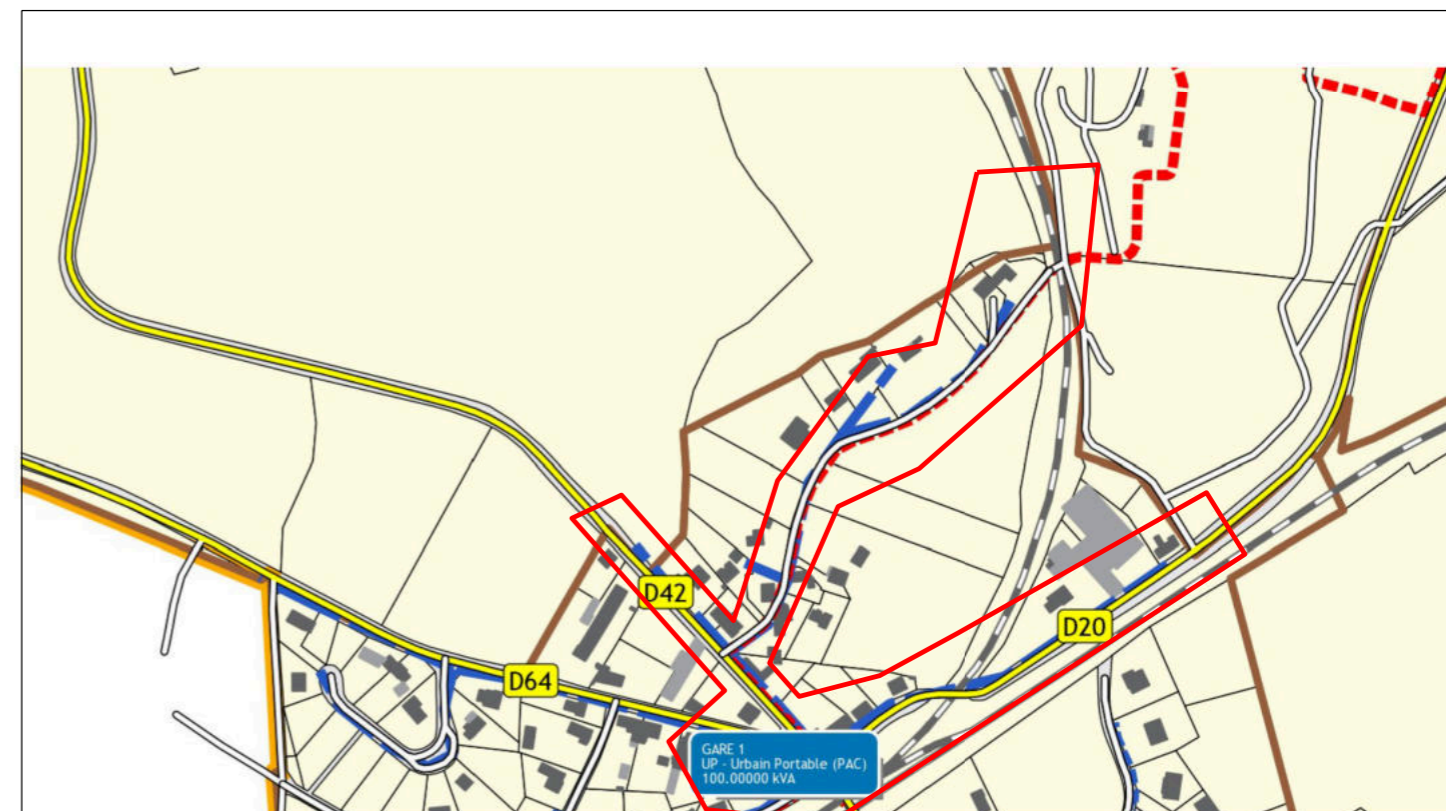 D42
D20
D64
GARE 1
UP - Urbain Portable (PAC)
100.00000 kVA